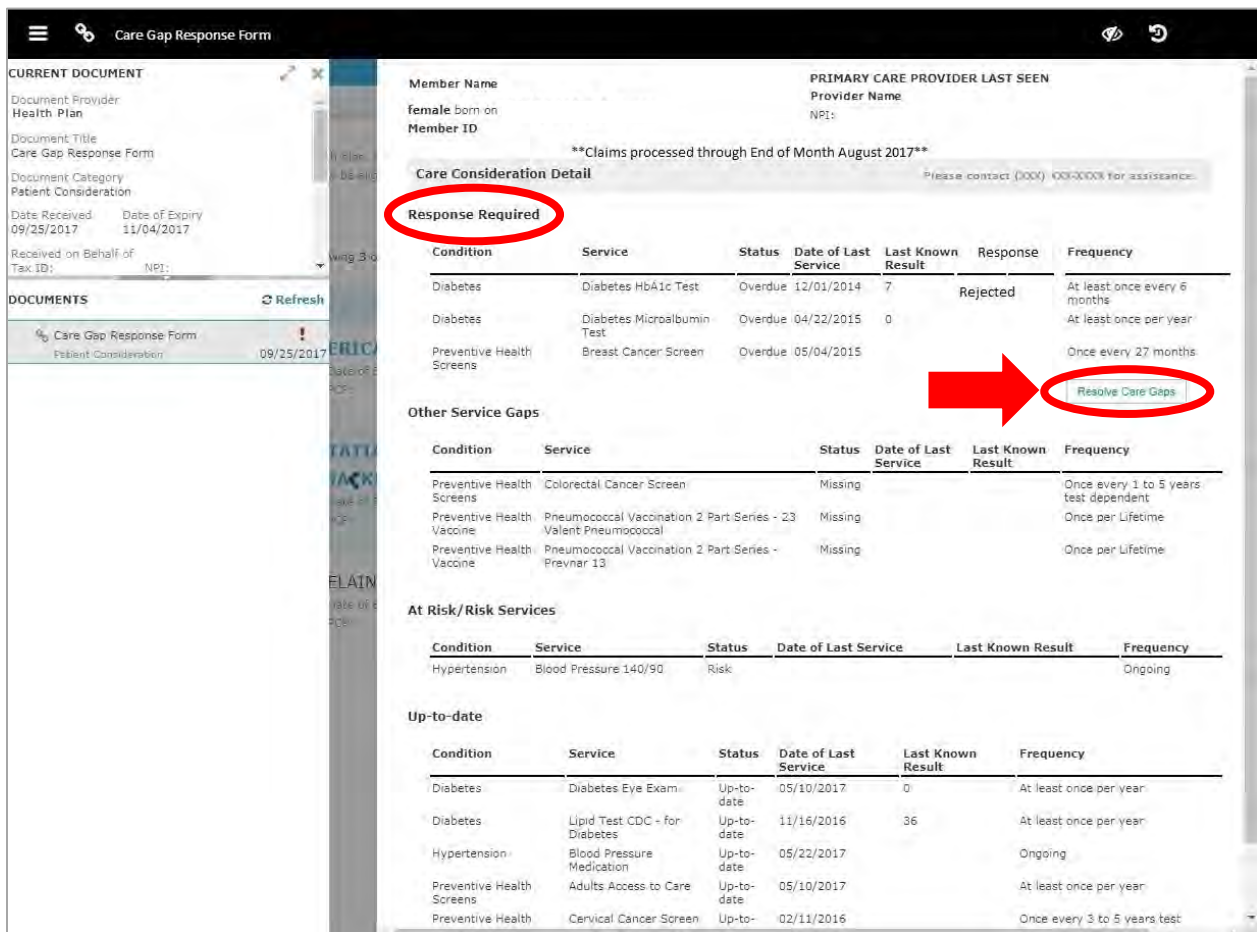 Care Gap Response Form
CURRENT DOCUMENT
Document Provider
Health Plan
Document Title
Care Gap Response Form
Document Category
Patient Consideration
Date Received Date of Expiry
09/25/2017 11/04/2017
Received on Behalf of
Tax ID: NPI:
DOCUMENTS Refresh
Care Gap Response Form !
Patient Consideration 09/25/2017
Member Name
female born on
Member ID
PRIMARY CARE PROVIDER LAST SEEN
Provider Name
NPI:
**Claims processed through End of Month August 2017**
Care Consideration Detail Please contact (XXX) XXX-XXXX for assistance.
Response Required
Condition Service Status Date of Last Service Last Known Result Response Frequency
Diabetes Diabetes HbA1c Test Overdue 12/01/2014 7 Rejected At least once every 6 months
Diabetes Diabetes Microalbumin Test Overdue 04/22/2015 0 At least once per year
Preventive Health Screens Breast Cancer Screen Overdue 05/04/2015 Once every 27 months
Resolve Care Gaps
Other Service Gaps
Condition Service Status Date of Last Service Last Known Result Frequency
Preventive Health Screens Colorectal Cancer Screen Missing Once every 1 to 5 years test dependent
Preventive Health Vaccine Pneumococcal Vaccination 2 Part Series - 23 Valent Pneumococcal Missing Once per Lifetime
Preventive Health Vaccine Pneumococcal Vaccination 2 Part Series - Prevnar 13 Missing Once per Lifetime
At Risk/Risk Services
Condition Service Status Date of Last Service Last Known Result Frequency
Hypertension Blood Pressure 140/90 Risk Ongoing
Up-to-date
Condition Service Status Date of Last Service Last Known Result Frequency
Diabetes Diabetes Eye Exam Up-to-date 05/10/2017 0 At least once per year
Diabetes Lipid Test CDC - for Diabetes Up-to-date 11/16/2016 36 At least once per year
Hypertension Blood Pressure Medication Up-to-date 05/22/2017 Ongoing
Preventive Health Screens Adults Access to Care Up-to-date 05/10/2017 At least once per year
Preventive Health Cervical Cancer Screen Up-to- 02/11/2016 Once every 3 to 5 years test